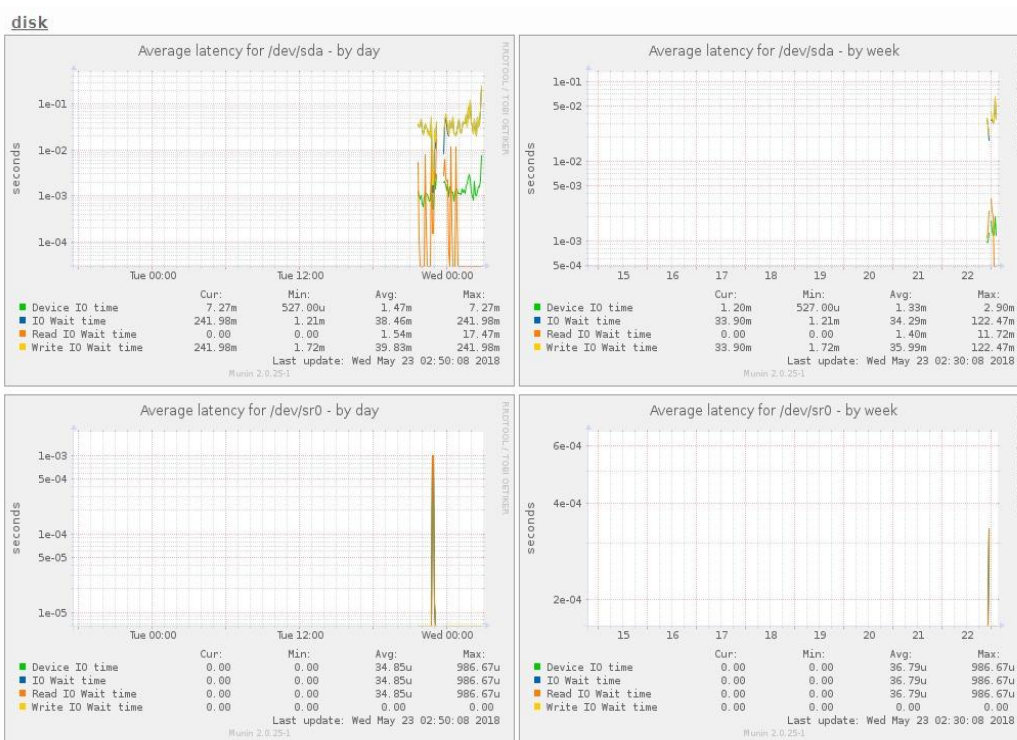 disk
Average latency for /dev/sda - by day
RRDTOOL / TOBI OETIKER
seconds
1e-01
1e-02
1e-03
1e-04
Tue 00:00 Tue 12:00 Wed 00:00
Cur: Min: Avg: Max:
Device IO time 7.27m 527.00u 1.47m 7.27m
IO Wait time 241.98m 1.21m 38.46m 241.98m
Read IO Wait time 0.00 0.00 1.54m 17.47m
Write IO Wait time 241.98m 1.72m 39.83m 241.98m
Last update: Wed May 23 02:50:08 2018
Munin 2.0.25-1
Average latency for /dev/sda - by week
seconds
1e-01
5e-02
1e-02
5e-03
1e-03
5e-04
15 16 17 18 19 20 21 22
Cur: Min: Avg: Max:
Device IO time 1.20m 527.00u 1.33m 2.90m
IO Wait time 33.90m 1.21m 34.29m 122.47m
Read IO Wait time 0.00 0.00 1.40m 11.72m
Write IO Wait time 33.90m 1.72m 35.99m 122.47m
Last update: Wed May 23 02:30:08 2018
Munin 2.0.25-1
Average latency for /dev/sr0 - by day
RRDTOOL / TOBI OETIKER
seconds
1e-03
5e-04
1e-04
5e-05
1e-05
Tue 00:00 Tue 12:00 Wed 00:00
Cur: Min: Avg: Max:
Device IO time 0.00 0.00 34.85u 986.67u
IO Wait time 0.00 0.00 34.85u 986.67u
Read IO Wait time 0.00 0.00 34.85u 986.67u
Write IO Wait time 0.00 0.00 0.00 0.00
Last update: Wed May 23 02:50:08 2018
Munin 2.0.25-1
Average latency for /dev/sr0 - by week
seconds
6e-04
4e-04
2e-04
15 16 17 18 19 20 21 22
Cur: Min: Avg: Max:
Device IO time 0.00 0.00 36.79u 986.67u
IO Wait time 0.00 0.00 36.79u 986.67u
Read IO Wait time 0.00 0.00 36.79u 986.67u
Write IO Wait time 0.00 0.00 0.00 0.00
Last update: Wed May 23 02:30:08 2018
Munin 2.0.25-1